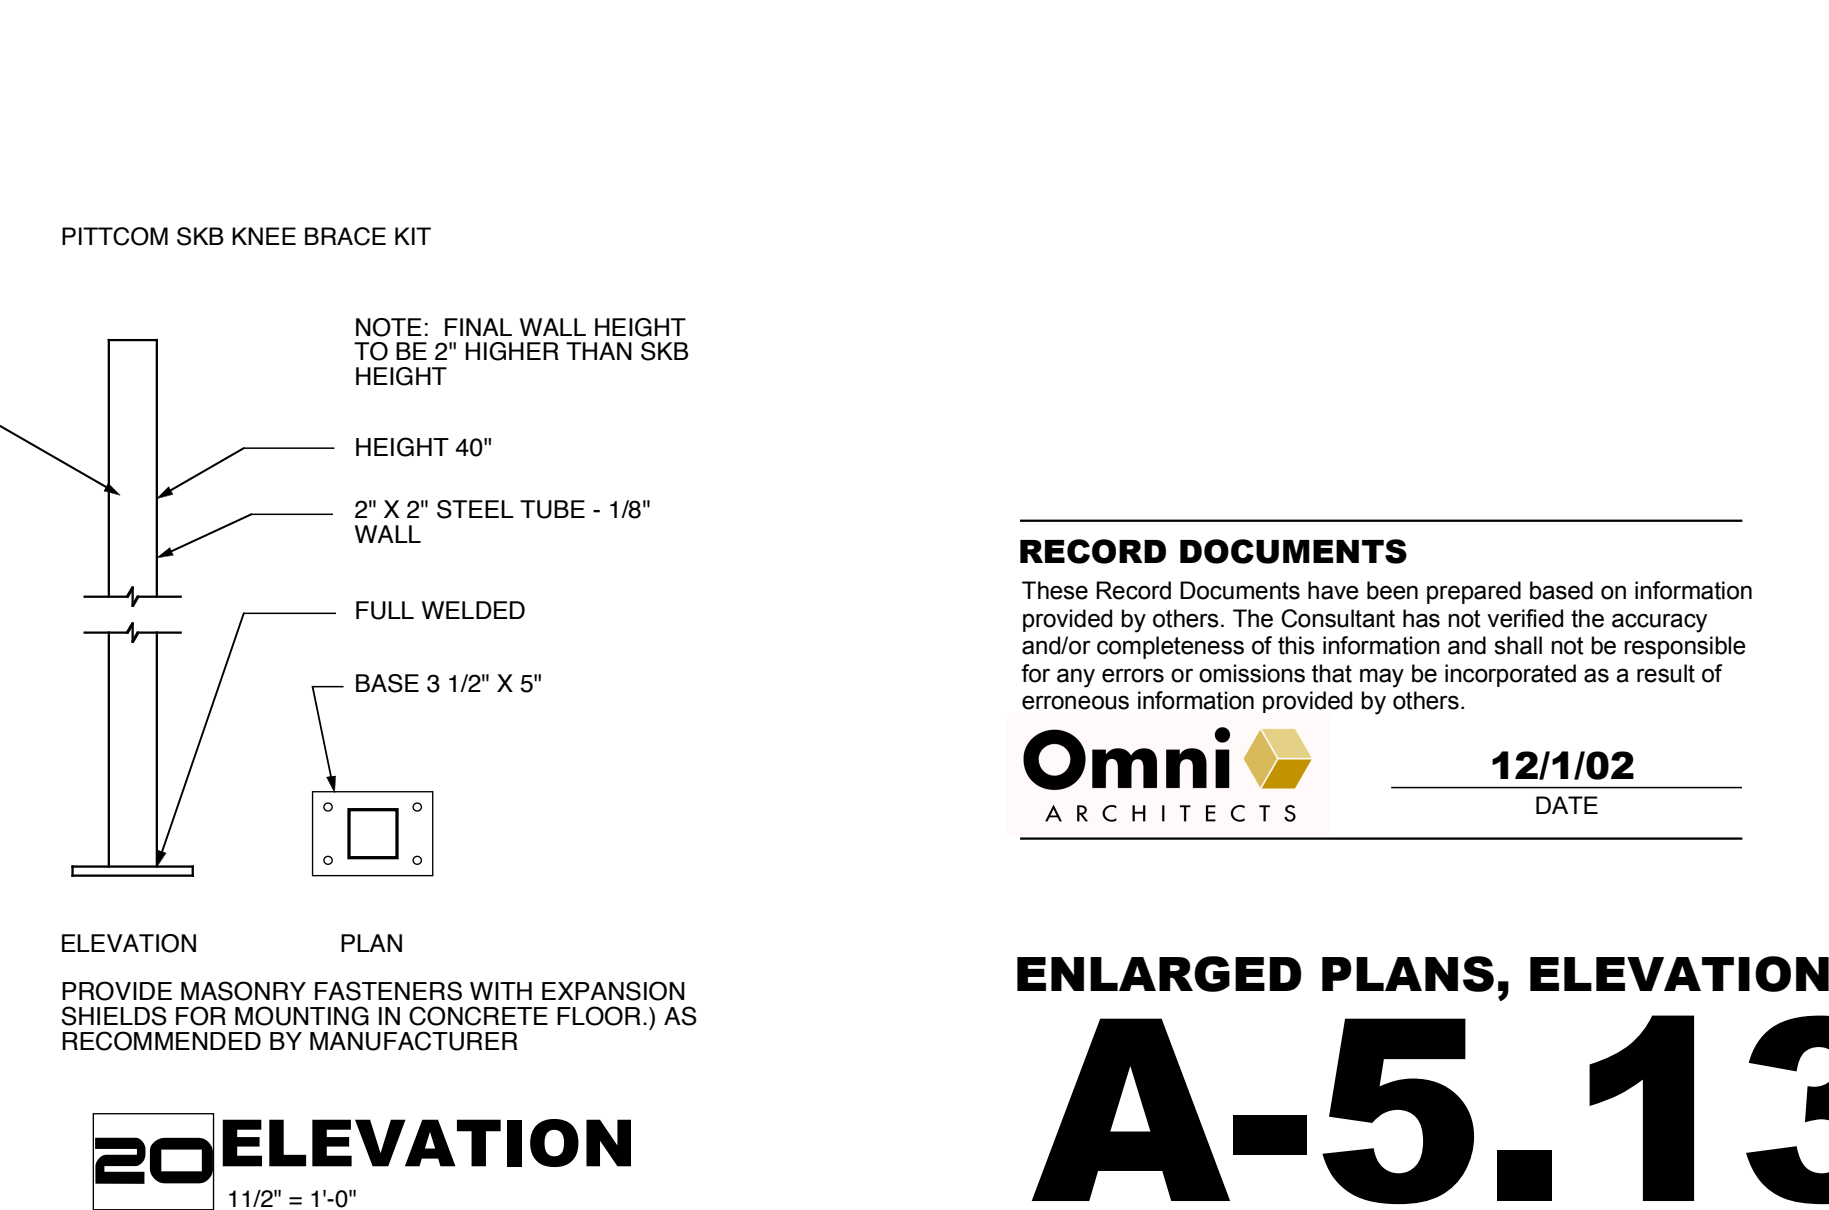 PITTCOM SKB KNEE BRACE KIT
NOTE:  FINAL WALL HEIGHT
TO BE 2" HIGHER THAN SKB
HEIGHT
HEIGHT 40"
2" X 2" STEEL TUBE - 1/8"
WALL
FULL WELDED
BASE 3 1/2" X 5"
ELEVATION
PLAN
PROVIDE MASONRY FASTENERS WITH EXPANSION
SHIELDS FOR MOUNTING IN CONCRETE FLOOR.) AS
RECOMMENDED BY MANUFACTURER
20
ELEVATION
11/2" = 1'-0"
RECORD DOCUMENTS
These Record Documents have been prepared based on information
provided by others. The Consultant has not verified the accuracy
and/or completeness of this information and shall not be responsible
for any errors or omissions that may be incorporated as a result of
erroneous information provided by others.
Omni
ARCHITECTS
12/1/02
DATE
ENLARGED PLANS, ELEVATION
A-5.13